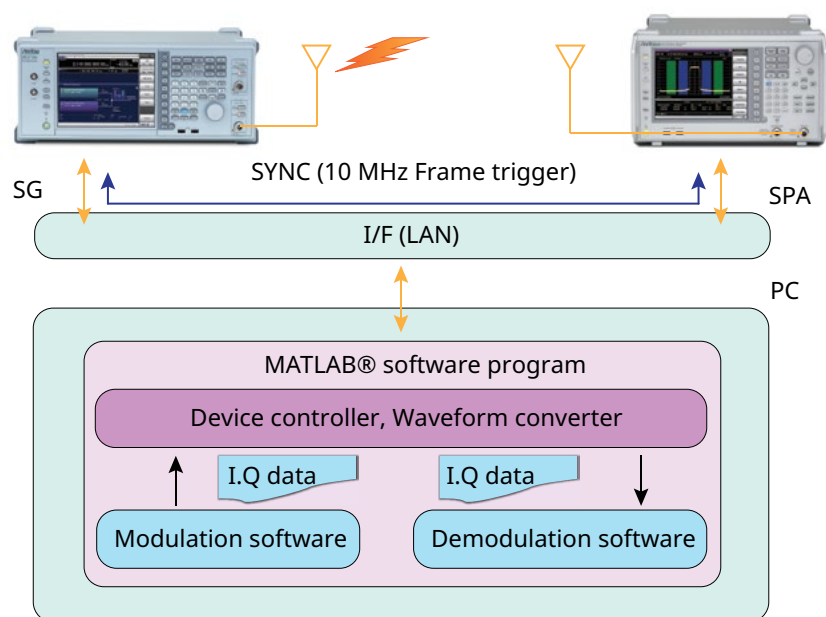 SYNC (10 MHz Frame trigger)
SG
SPA
I/F (LAN)
PC
MATLAB® software program
Device controller, Waveform converter
I.Q data
I.Q data
Modulation software
Demodulation software